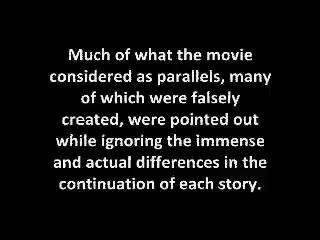 Much of what the movie
considered as parallels, many
of which were falsely
created, were pointed out
while ignoring the immense
and actual differences in the
continuation of each story.